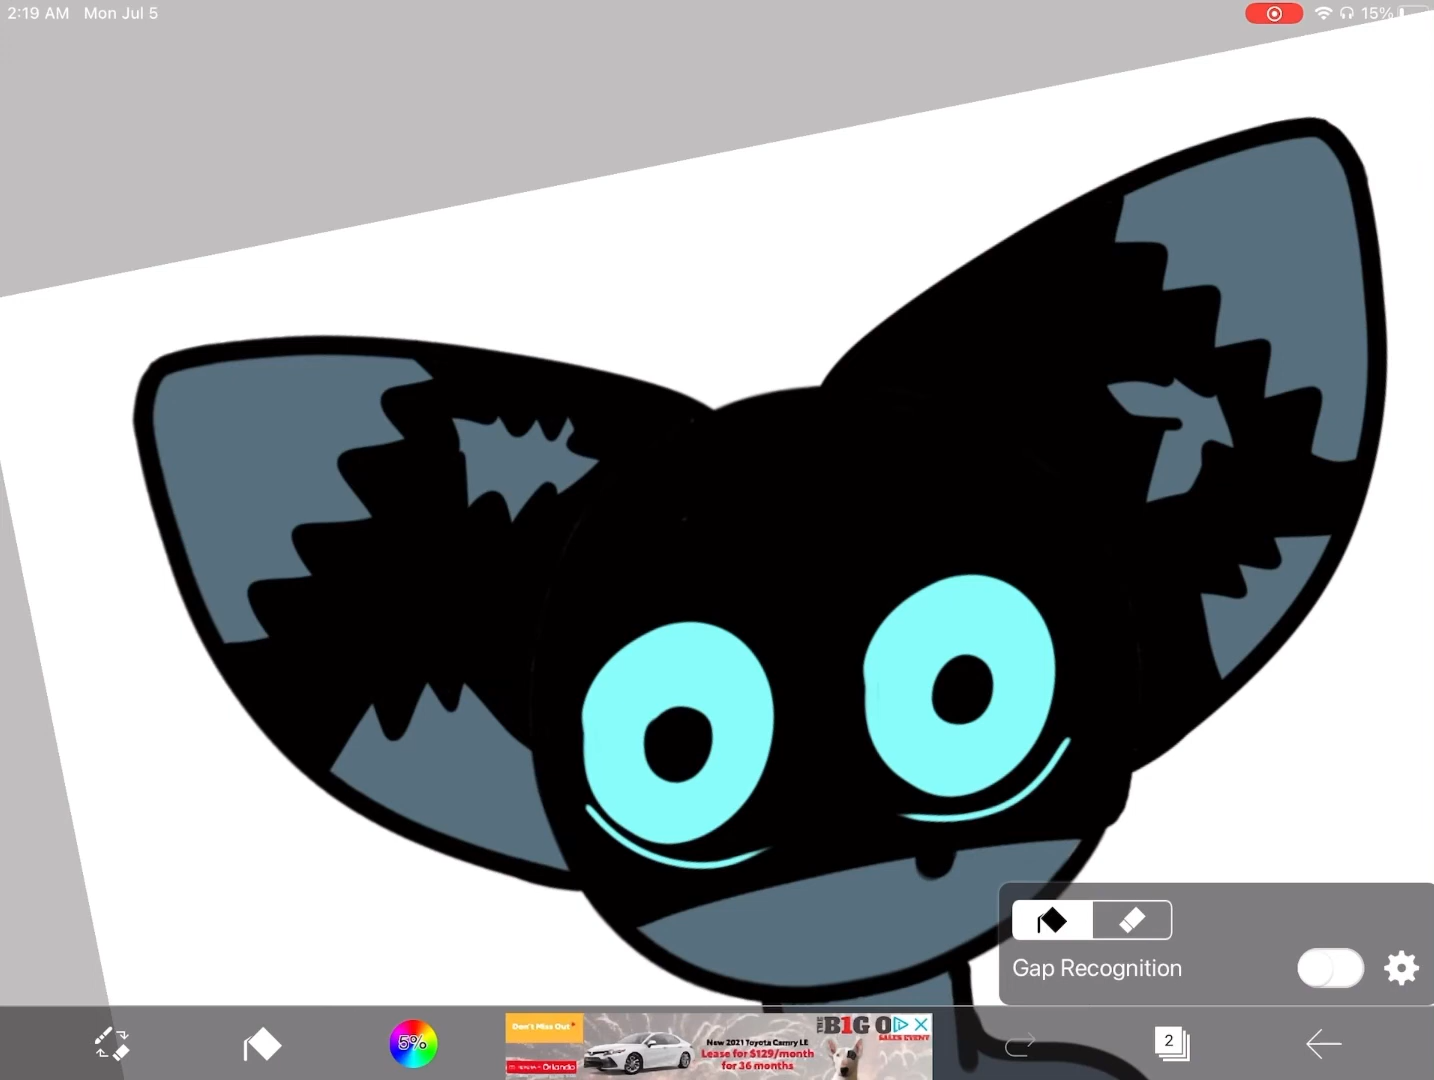 2:19 AM Mon Jul 5
15%
Gap Recognition
5%
Don't Miss Out
Orlando
New 2021 Toyota Camry LE
Lease for $129/month
for 36 months
THE B1G O
SALES EVENT
2